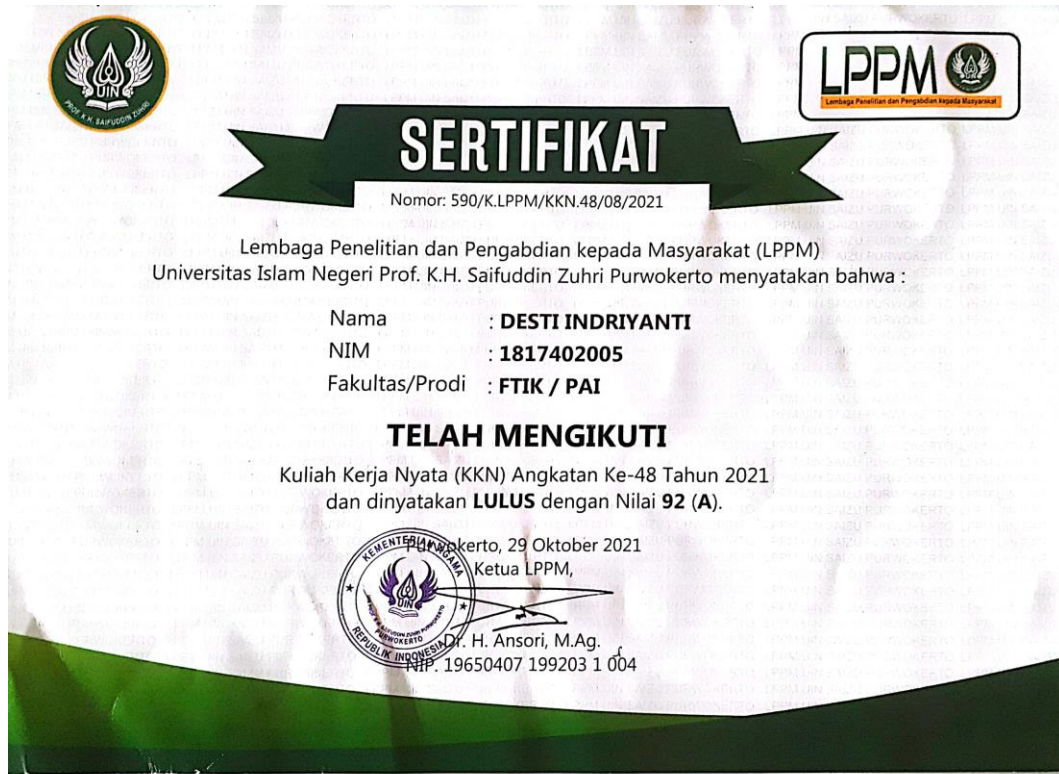 UIN
PROF. K.H. SAIFUDDIN ZUHRI
LPPM
Lembaga Penelitian dan Pengabdian kepada Masyarakat
SERTIFIKAT
Nomor: 590/K.LPPM/KKN.48/08/2021
Lembaga Penelitian dan Pengabdian kepada Masyarakat (LPPM)
Universitas Islam Negeri Prof. K.H. Saifuddin Zuhri Purwokerto menyatakan bahwa :
Nama : DESTI INDRIYANTI
NIM : 1817402005
Fakultas/Prodi : FTIK / PAI
TELAH MENGIKUTI
Kuliah Kerja Nyata (KKN) Angkatan Ke-48 Tahun 2021
dan dinyatakan LULUS dengan Nilai 92 (A).
Purwokerto, 29 Oktober 2021
Ketua LPPM,
KEMENTERIAN AGAMA
UIN
PURWOKERTO
REPUBLIK INDONESIA
Dr. H. Ansori, M.Ag.
NIP. 19650407 199203 1 004